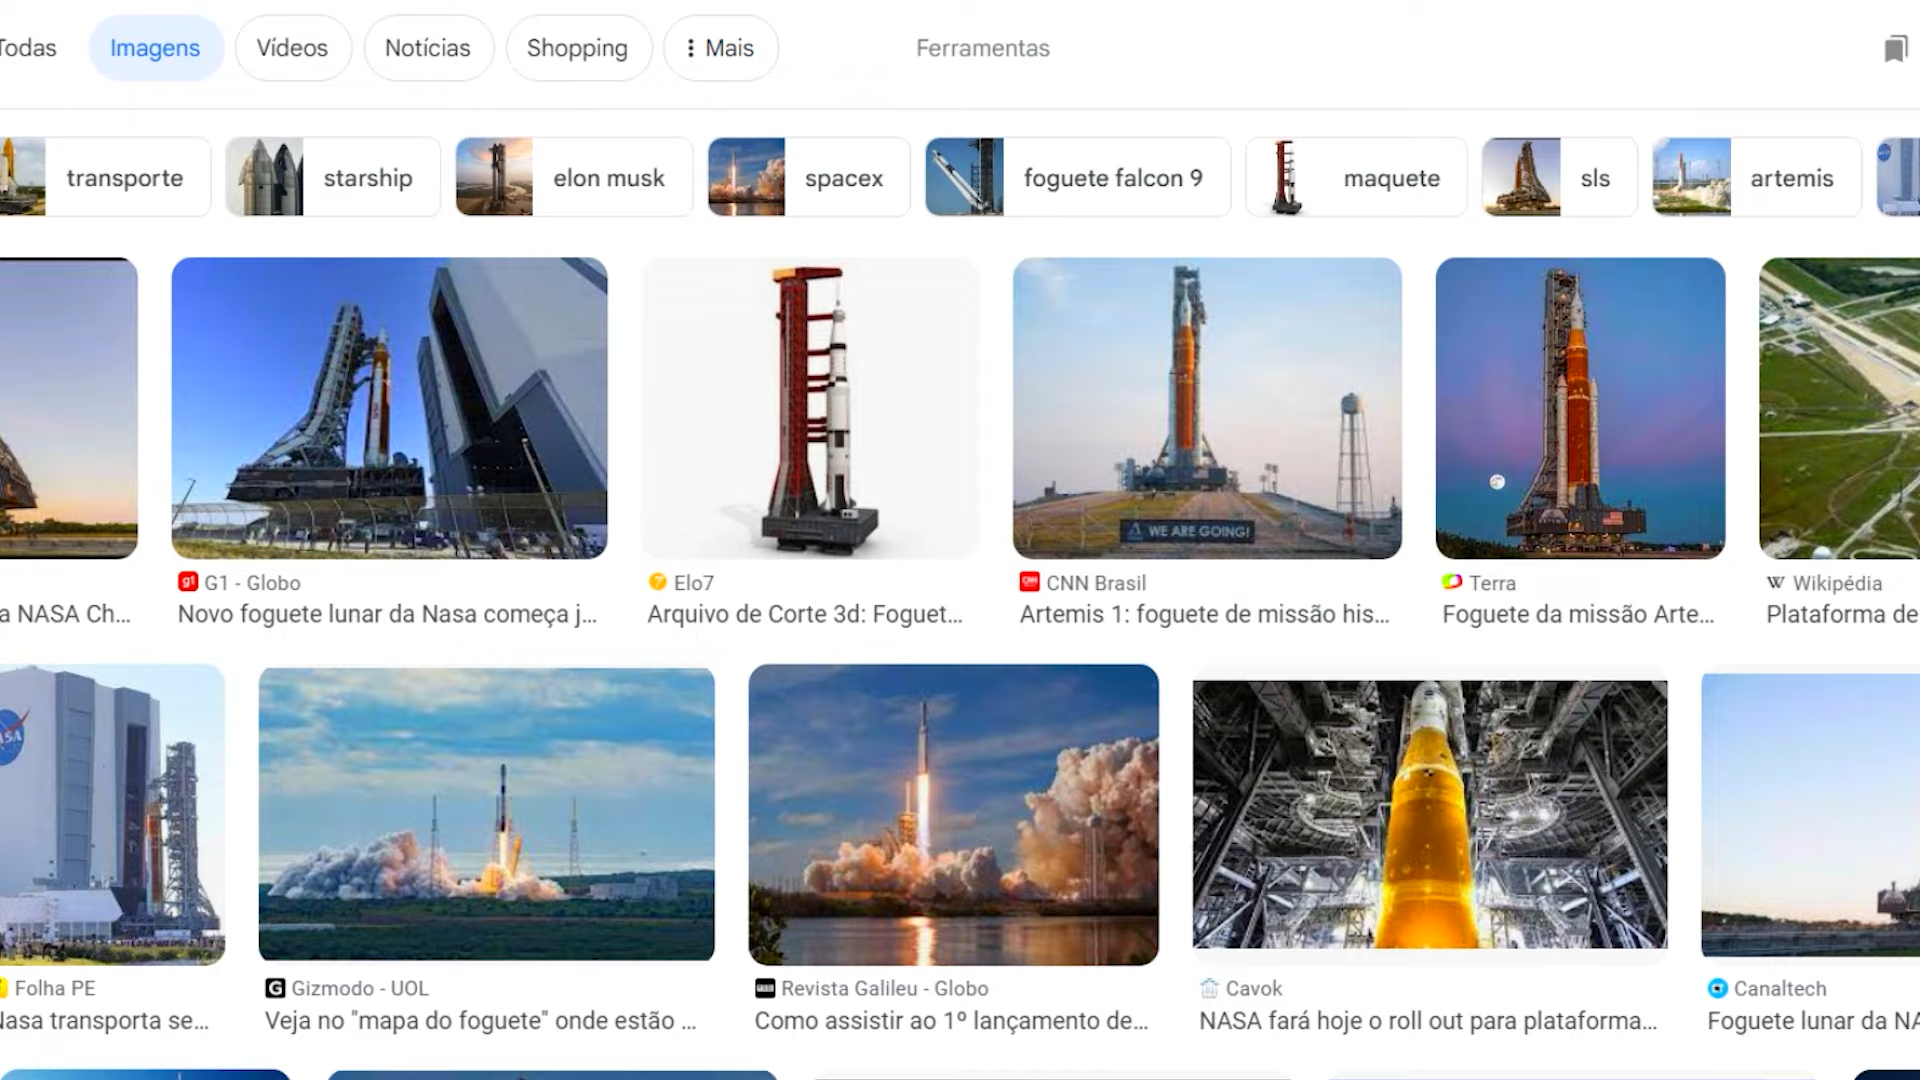 Todas Imagens Vídeos Notícias Shopping Mais Ferramentas
transporte starship elon musk spacex foguete falcon 9 maquete sls artemis
WE ARE GOING!
G1 - Globo Elo7 CNN Brasil Terra Wikipédia
a NASA Ch... Novo foguete lunar da Nasa começa j... Arquivo de Corte 3d: Foguet... Artemis 1: foguete de missão his... Foguete da missão Arte... Plataforma de
Folha PE Gizmodo - UOL Revista Galileu - Globo Cavok Canaltech
Nasa transporta se... Veja no "mapa do foguete" onde estão ... Como assistir ao 1º lançamento de... NASA fará hoje o roll out para plataforma... Foguete lunar da NA